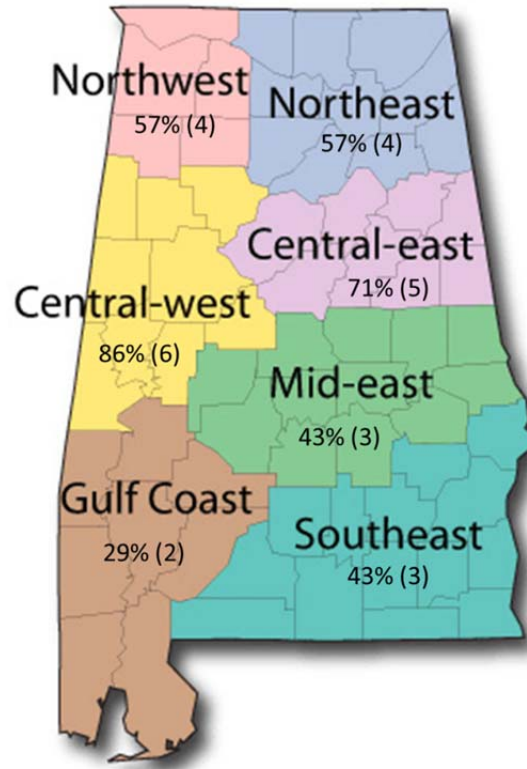 Northwest
57% (4)
Northeast
57% (4)
Central-east
71% (5)
Central-west
86% (6)
Mid-east
43% (3)
Gulf Coast
29% (2)
Southeast
43% (3)